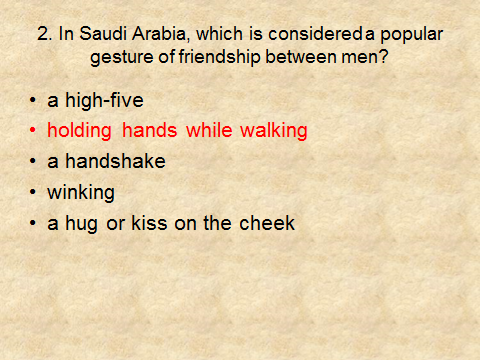 2. In Saudi Arabia, which is considered a popular
gesture of friendship between men?
• a high-five
• holding hands while walking
• a handshake
• winking
• a hug or kiss on the cheek